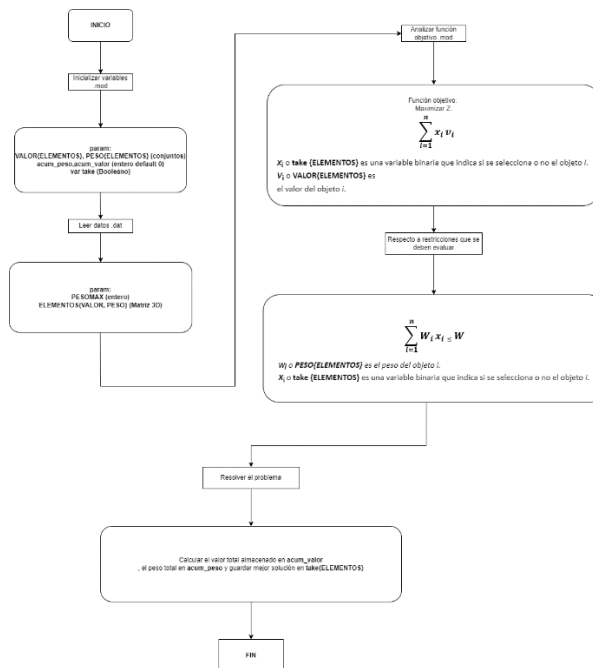 INICIO
Inicializar variables
.mod
param:
VALOR{ELEMENTOS}, PESO{ELEMENTOS} (conjuntos)
acum_peso,acum_valor (entero default 0)
var take (Booleano)
Leer datos .dat
param:
PESOMAX (entero)
ELEMENTOS(VALOR, PESO) (Matriz 3D)
Analizar función
objetivo .mod
Función objetivo:
Maximizar Z:
n
∑ xᵢ vᵢ
i=1
Xᵢ o take {ELEMENTOS} es una variable binaria que indica si se selecciona o no el objeto i.
Vᵢ o VALOR{ELEMENTOS} es
el valor del objeto i.
Respecto a restricciones que se
deben evaluar
n
∑ Wᵢ xᵢ ≤ W
i=1
Wᵢ o PESO{ELEMENTOS} es el peso del objeto i.
Xᵢ o take {ELEMENTOS} es una variable binaria que indica si se selecciona o no el objeto i.
Resolver el problema
Calcular el valor total almacenado en acum_valor
, el peso total en acum_peso y guardar mejor solución en take{ELEMENTOS}
FIN